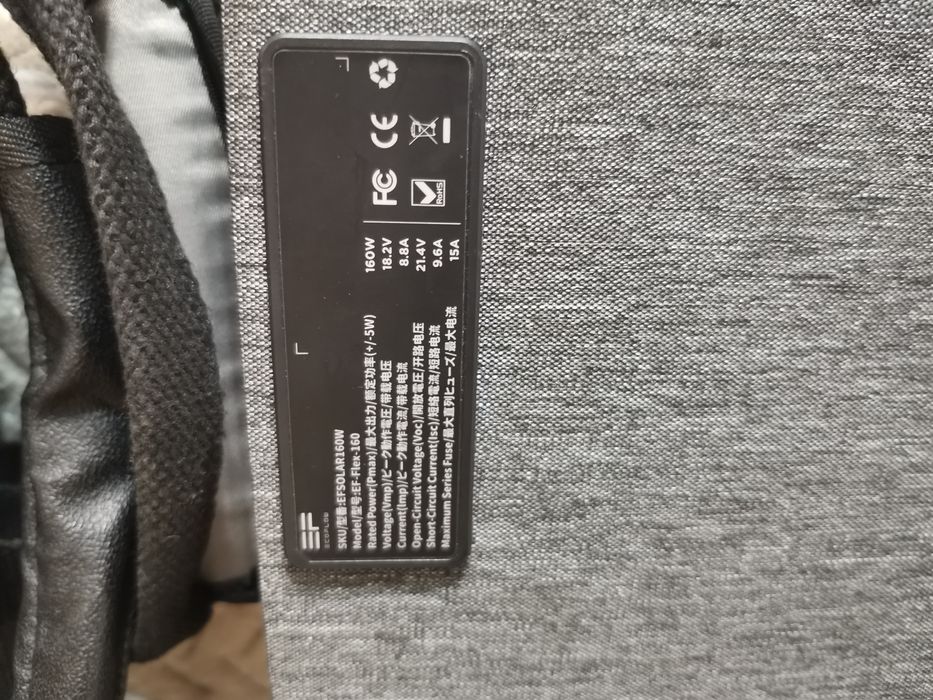 EF
ECOFLOW
SKU/型番:EFSOLAR160W
Model/型号:EF-Flex-160
Rated Power(Pmax)/最大出力/额定功率(+/-5W) 160W
Voltage(Vmp)/ピーク動作電圧/带载电压 18.2V
Current(Imp)/ピーク動作電流/带载电流 8.8A
Open-Circuit Voltage(Voc)/開放電圧/开路电压 21.4V
Short-Circuit Current(Isc)/短絡電流/短路电流 9.6A
Maximum Series Fuse/最大直列ヒューズ/最大电流 15A
FC CE
RoHS